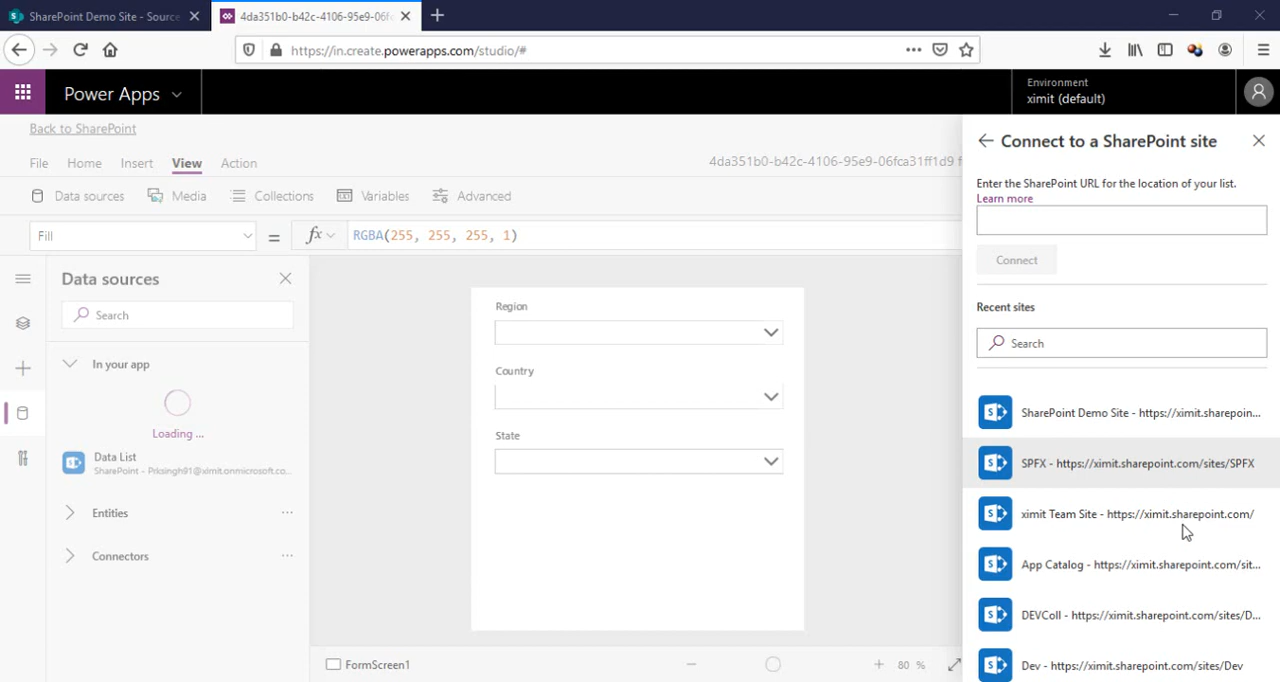 SharePoint Demo Site - Source
4da351b0-b42c-4106-95e9-06fc
https://in.create.powerapps.com/studio/#
Power Apps
Environment
ximit (default)
Back to SharePoint
File Home Insert View Action
4da351b0-b42c-4106-95e9-06fca31ff1d9 f
Data sources Media Collections Variables Advanced
Fill = fx RGBA(255, 255, 255, 1)
Data sources
Search
In your app
Loading ...
Data List
SharePoint - Prksingh91@ximit.onmicrosoft.co...
Entities ...
Connectors ...
Region
Country
State
FormScreen1
80 %
Connect to a SharePoint site
Enter the SharePoint URL for the location of your list.
Learn more
Connect
Recent sites
Search
SharePoint Demo Site - https://ximit.sharepoin...
SPFX - https://ximit.sharepoint.com/sites/SPFX
ximit Team Site - https://ximit.sharepoint.com/
App Catalog - https://ximit.sharepoint.com/sit...
DEVColl - https://ximit.sharepoint.com/sites/D...
Dev - https://ximit.sharepoint.com/sites/Dev